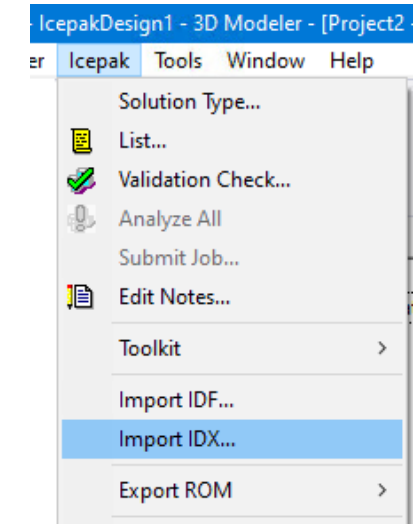 IcepakDesign1 - 3D Modeler - [Project2 -
er Icepak Tools Window Help
Solution Type...
List...
Validation Check...
Analyze All
Submit Job...
Edit Notes...
Toolkit >
Import IDF...
Import IDX...
Export ROM >